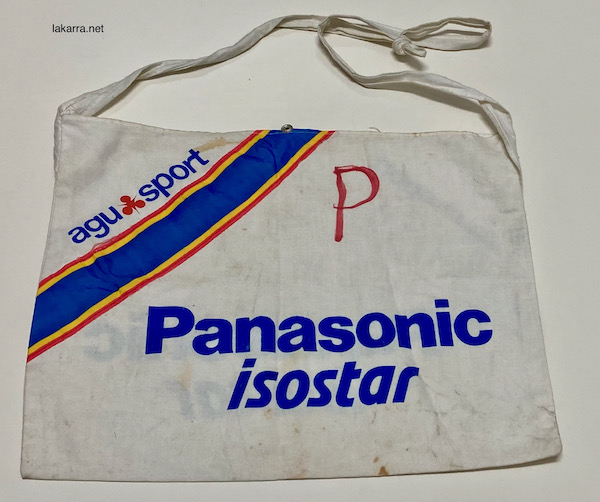 lakarra.net
agu sport
P
Panasonic
isostar